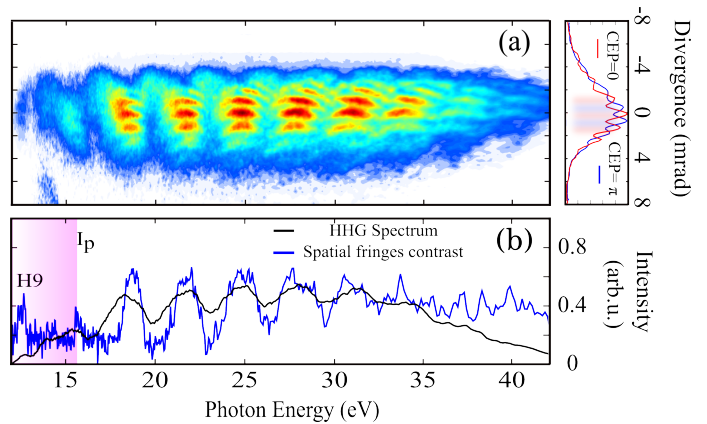 (a)
CEP=0
CEP=π
-8
-4
0
4
8
Divergence (mrad)
(b)
HHG Spectrum
Spatial fringes contrast
H9
Ip
0.8
0.4
0
Intensity
(arb.u.)
15
20
25
30
35
40
Photon Energy (eV)